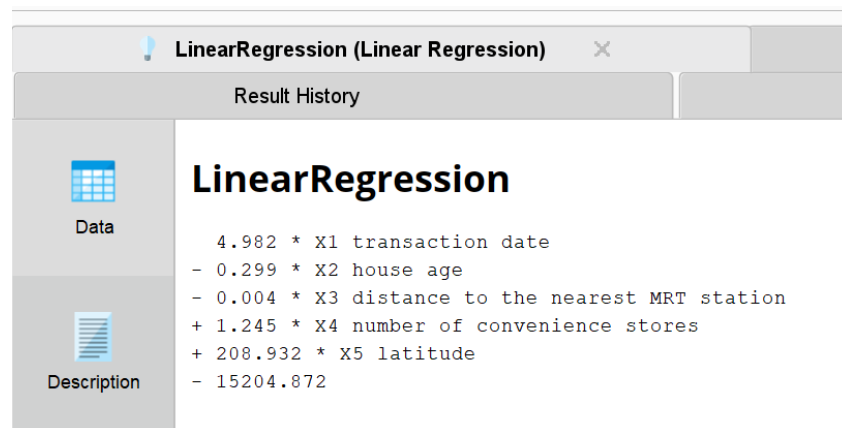 LinearRegression (Linear Regression)
Result History
Data
Description
LinearRegression
4.982 * X1 transaction date
- 0.299 * X2 house age
- 0.004 * X3 distance to the nearest MRT station
+ 1.245 * X4 number of convenience stores
+ 208.932 * X5 latitude
- 15204.872